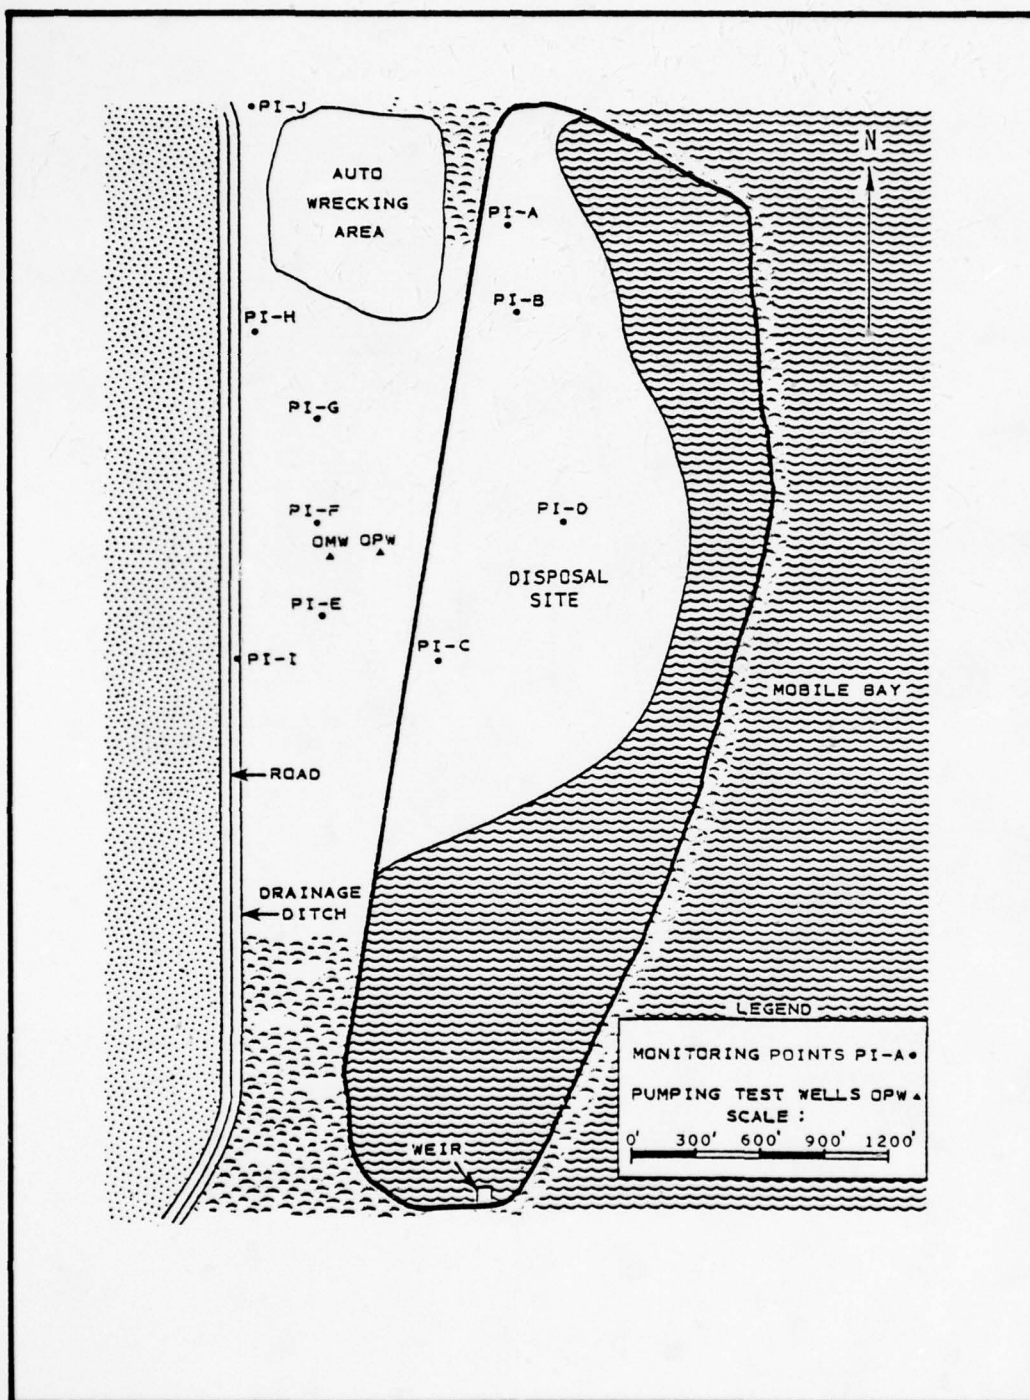 PI-J
AUTO
WRECKING
AREA
N
PI-A
PI-B
PI-H
PI-G
PI-F
PI-D
OMW OPW
DISPOSAL
SITE
PI-E
PI-I
PI-C
MOBILE BAY
ROAD
DRAINAGE
DITCH
LEGEND
MONITORING POINTS PI-A
PUMPING TEST WELLS OPW
SCALE :
0' 300' 600' 900' 1200'
WEIR